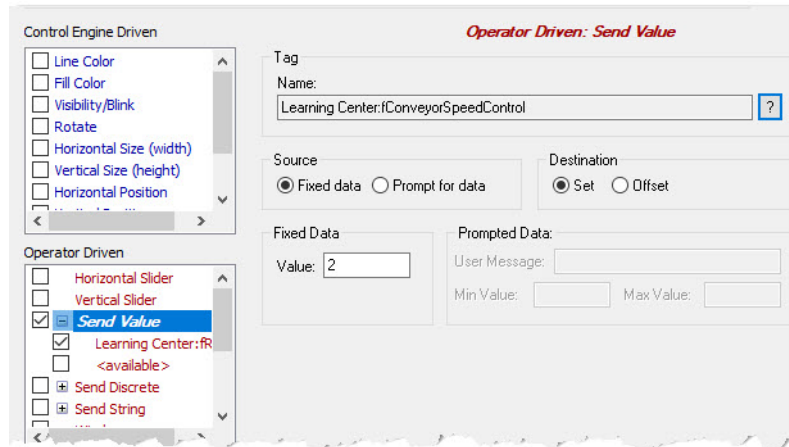 Control Engine Driven
Line Color
Fill Color
Visibility/Blink
Rotate
Horizontal Size (width)
Vertical Size (height)
Horizontal Position
Operator Driven
Horizontal Slider
Vertical Slider
Send Value
Learning Center:fR
<available>
Send Discrete
Send String
Operator Driven: Send Value
Tag
Name:
Learning Center:fConveyorSpeedControl
?
Source
Fixed data
Prompt for data
Destination
Set
Offset
Fixed Data
Value: 2
Prompted Data:
User Message:
Min Value:
Max Value: